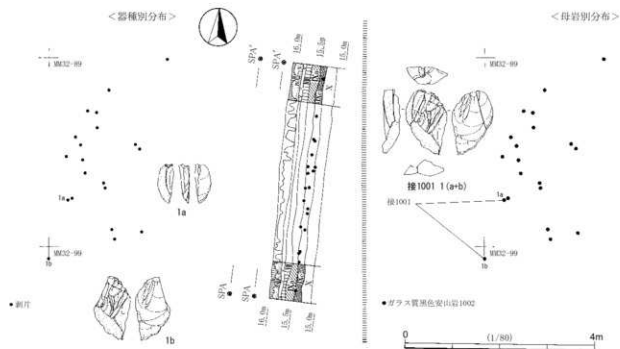 ＜器種別分布＞
＜母岩別分布＞
SPA'
SPA'
16.0m
15.5m
15.0m
MM32-89
MM32-89
X
1a
1a
接1001 1(a+b)
1a
接1001
MM32-99
MM32-99
1b
1b
SPA
SPA
●剥片
1b
16.0m
15.5m
15.0m
●ガラス質黒色安山岩1002
0
(1/80)
4m